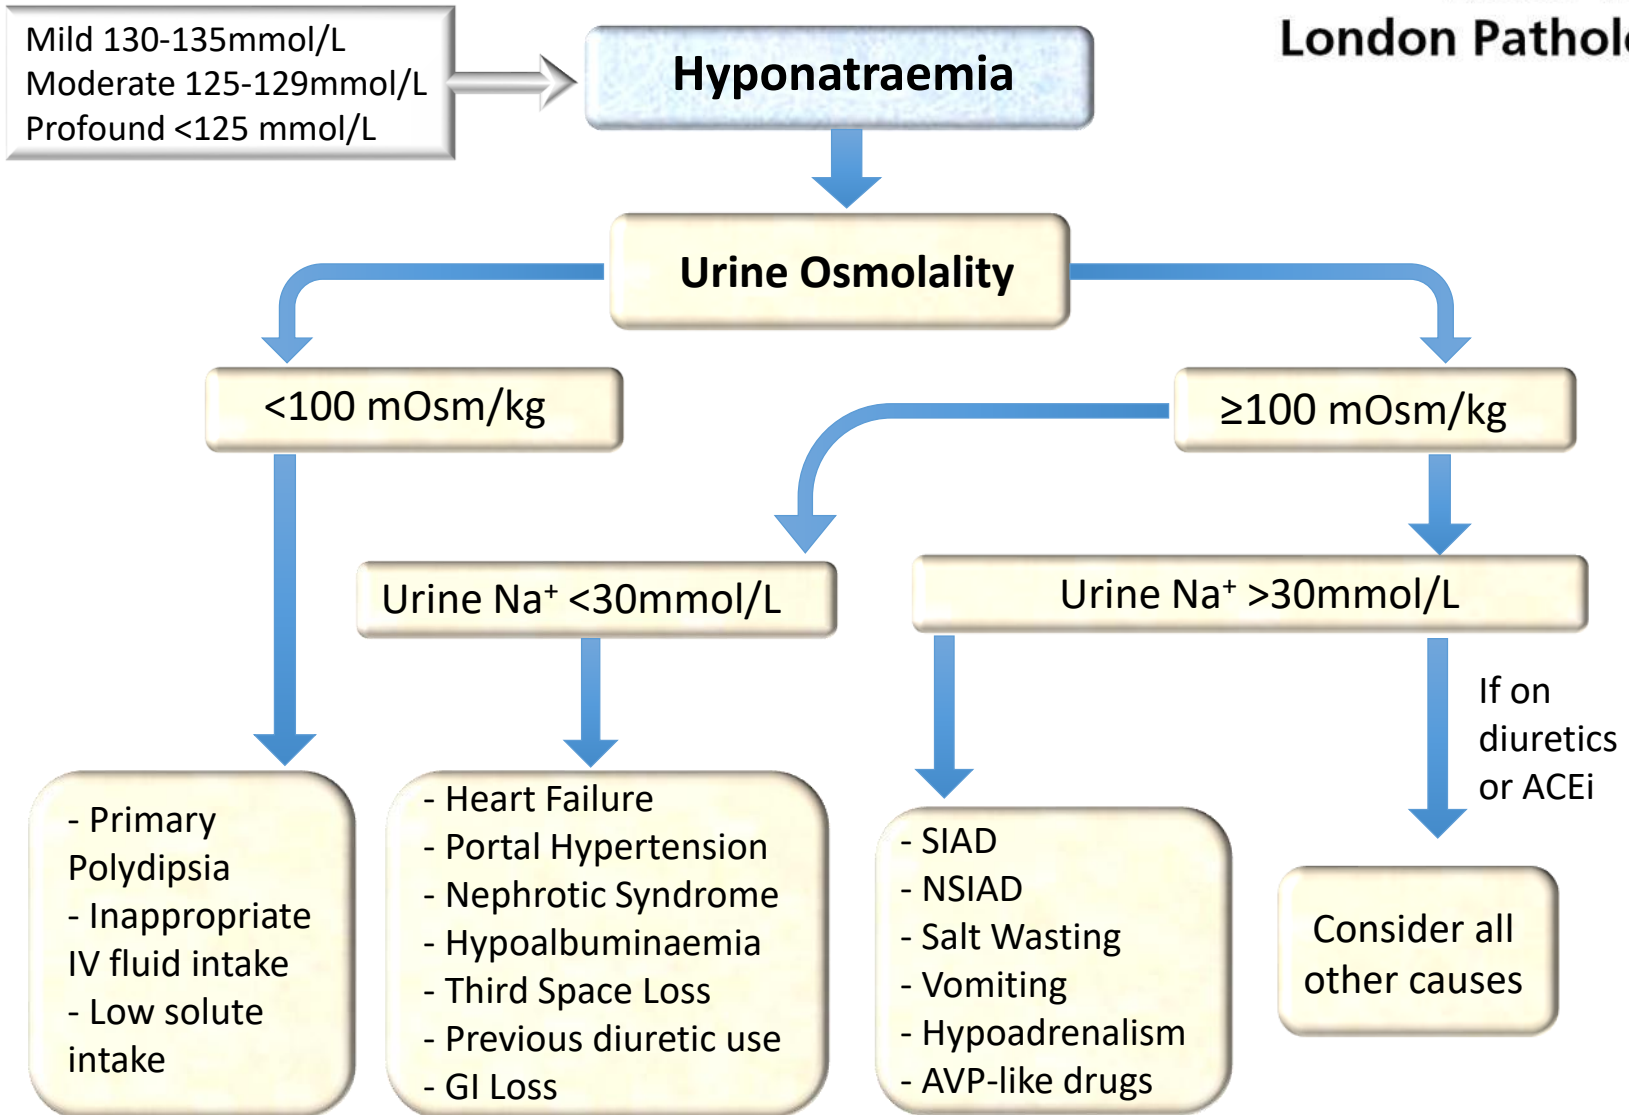 Mild 130-135mmol/L
Moderate 125-129mmol/L
Profound <125 mmol/L
Hyponatraemia
London
Urine Osmolality
<100 mOsm/kg
≥100 mOsm/kg
Urine Na⁺ <30mmol/L
Urine Na⁺ >30mmol/L
If on
diuretics
or ACEi
- Primary
Polydipsia
- Inappropriate
IV fluid intake
- Low solute
intake
- Heart Failure
- Portal Hypertension
- Nephrotic Syndrome
- Hypoalbuminaemia
- Third Space Loss
- Previous diuretic use
- GI Loss
- SIAD
- NSIAD
- Salt Wasting
- Vomiting
- Hypoadrenalism
- AVP-like drugs
Consider all
other causes